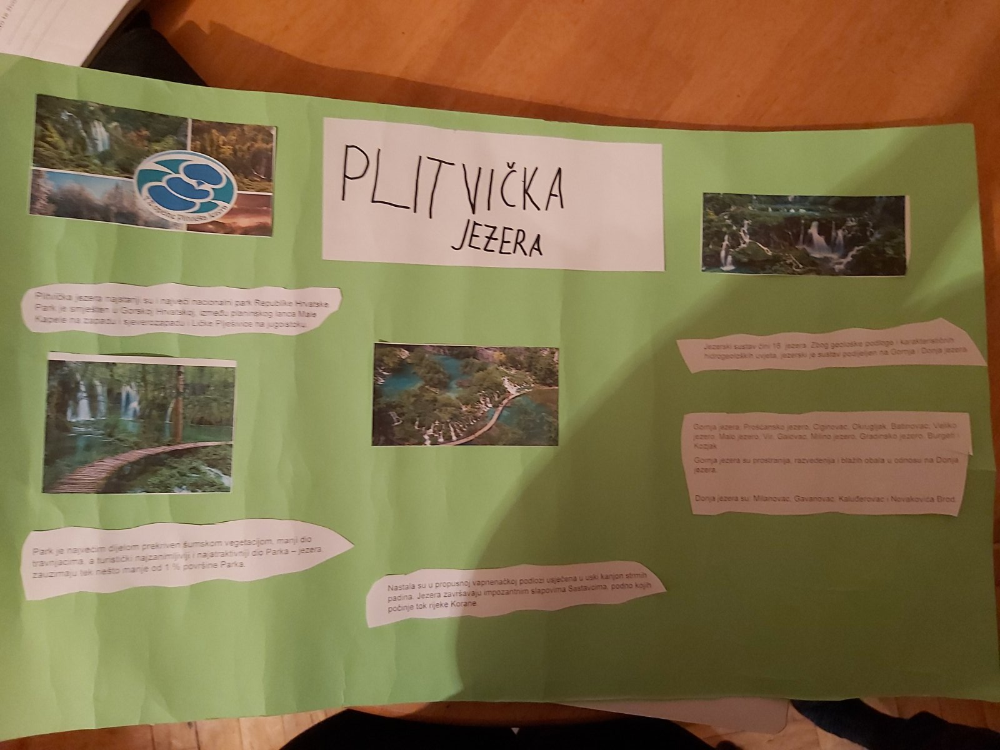 PLITVIČKA
JEZERA
Plitvička jezera najstariji su i najveći nacionalni park Republike Hrvatske.
Park je smješten u Gorskoj Hrvatskoj, između planinskog lanca Male
Kapele na zapadu i sjeverozapadu i Ličke Plješivice na jugoistoku.
Park je najvećim dijelom prekriven šumskom vegetacijom, manji dio
travnjacima, a turistički najzanimljiviji i najatraktivniji dio Parka – jezera,
zauzimaju tek nešto manje od 1 % površine Parka.
Nastala su u propusnoj vapnenačkoj podlozi usječena u uski kanjon strmih
padina. Jezera završavaju impozantnim slapovima Sastavcima, podno kojih
počinje tok rijeke Korane
Jezerski sustav čini 16 jezera. Zbog geološke podloge i karakterističnih
hidrogeoloških uvjeta, jezerski je sustav podijeljen na Gornja i Donja jezera.
Gornja jezera: Prošćansko jezero, Ciginovac, Okrugljak, Batinovac, Veliko
jezero, Malo jezero, Vir, Galovac, Milino jezero, Gradinsko jezero, Burgeti i
Kozjak
Gornja jezera su prostranija, razvedenija i blažih obala u odnosu na Donja
jezera.
Donja jezera su: Milanovac, Gavanovac, Kaluđerovac i Novakovića Brod.